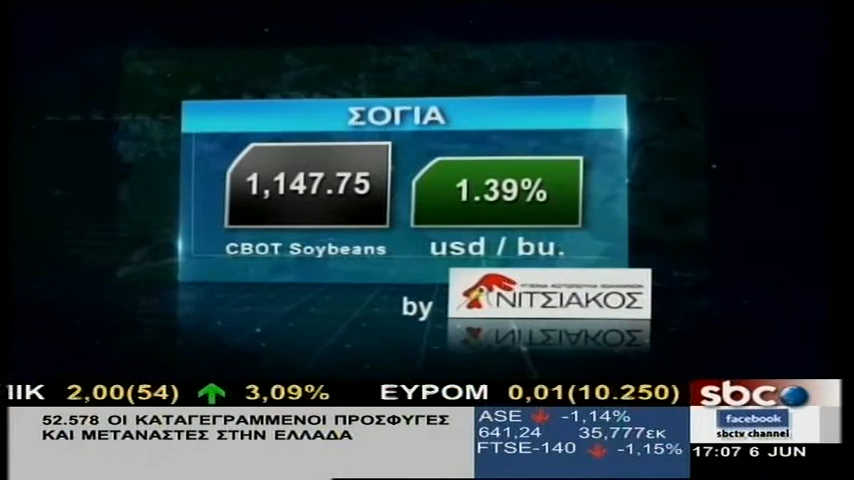 ΣΟΓΙΑ
1,147.75
1.39%
CBOT Soybeans
usd / bu.
by
ΝΙΤΣΙΑΚΟΣ
ΙΙΚ 2,00(54) 3,09% ΕΥΡΟΜ 0,01(10.250)
sbc
52.578 ΟΙ ΚΑΤΑΓΕΓΡΑΜΜΕΝΟΙ ΠΡΟΣΦΥΓΕΣ
ΚΑΙ ΜΕΤΑΝΑΣΤΕΣ ΣΤΗΝ ΕΛΛΑΔΑ
ASE -1,14%
641,24 35,777εκ
FTSE-140 -1,15%
facebook
sbctv channel
17:07 6 JUN